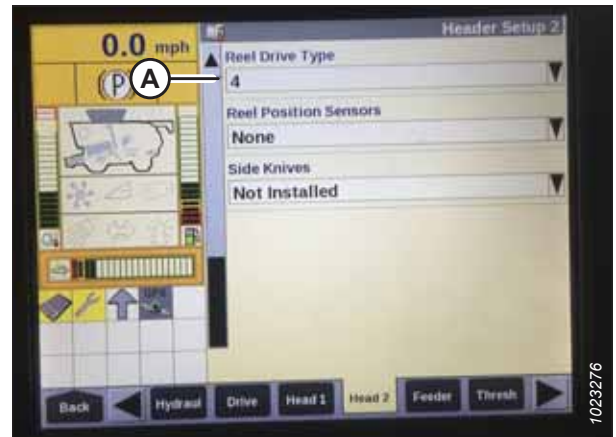 Header Setup 2
0.0 mph
Reel Drive Type
(P)
A
4
Reel Position Sensors
None
Side Knives
Not Installed
Back
Hydraul
Drive
Head 1
Head 2
Feeder
Thresh
1023276